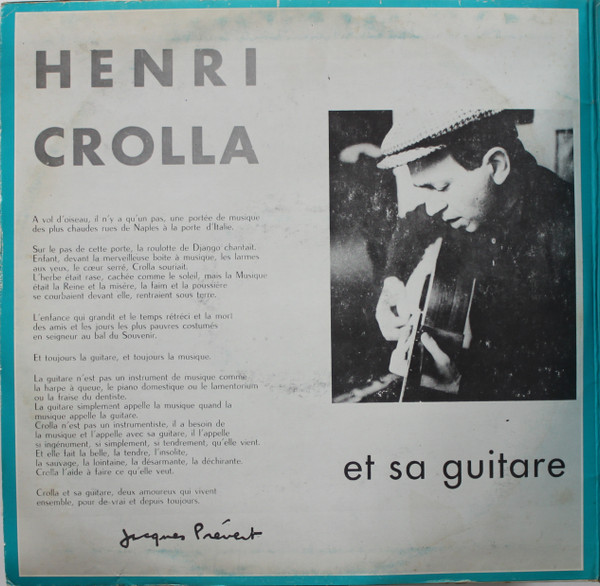 HENRI
CROLLA
A vol d'oiseau, il n'y a qu'un pas, une portée de musique
des plus chaudes rues de Naples à la porte d'Italie.
Sur le pas de cette porte, la roulotte de Django chantait.
Enfant, devant la merveilleuse boîte à musique, les larmes
aux yeux, le cœur serré, Crolla souriait.
L'herbe était rase, cachée comme le soleil, mais la Musique
était la Reine et la misère, la faim et la poussière
se courbaient devant elle, rentraient sous terre.
L'enfance qui grandit et le temps rétréci et la mort
des amis et les jours les plus pauvres costumés
en seigneur au bal du Souvenir.
Et toujours la guitare, et toujours la musique.
La guitare n'est pas un instrument de musique comme
la harpe à queue, le piano domestique ou le lamentorium
ou la fraise du dentiste.
La guitare simplement appelle la musique quand la
musique appelle la guitare.
Crolla n'est pas un instrumentiste, il a besoin de
la musique et l'appelle avec sa guitare, il l'appelle
si ingénument, si simplement, si tendrement, qu'elle vient.
Et elle fait la belle, la tendre, l'insolite,
la sauvage, la lointaine, la désarmante, la déchirante.
Crolla l'aide à faire ce qu'elle veut.
Crolla et sa guitare, deux amoureux qui vivent
ensemble, pour de vrai et depuis toujours.
Jacques Prévert
et sa guitare